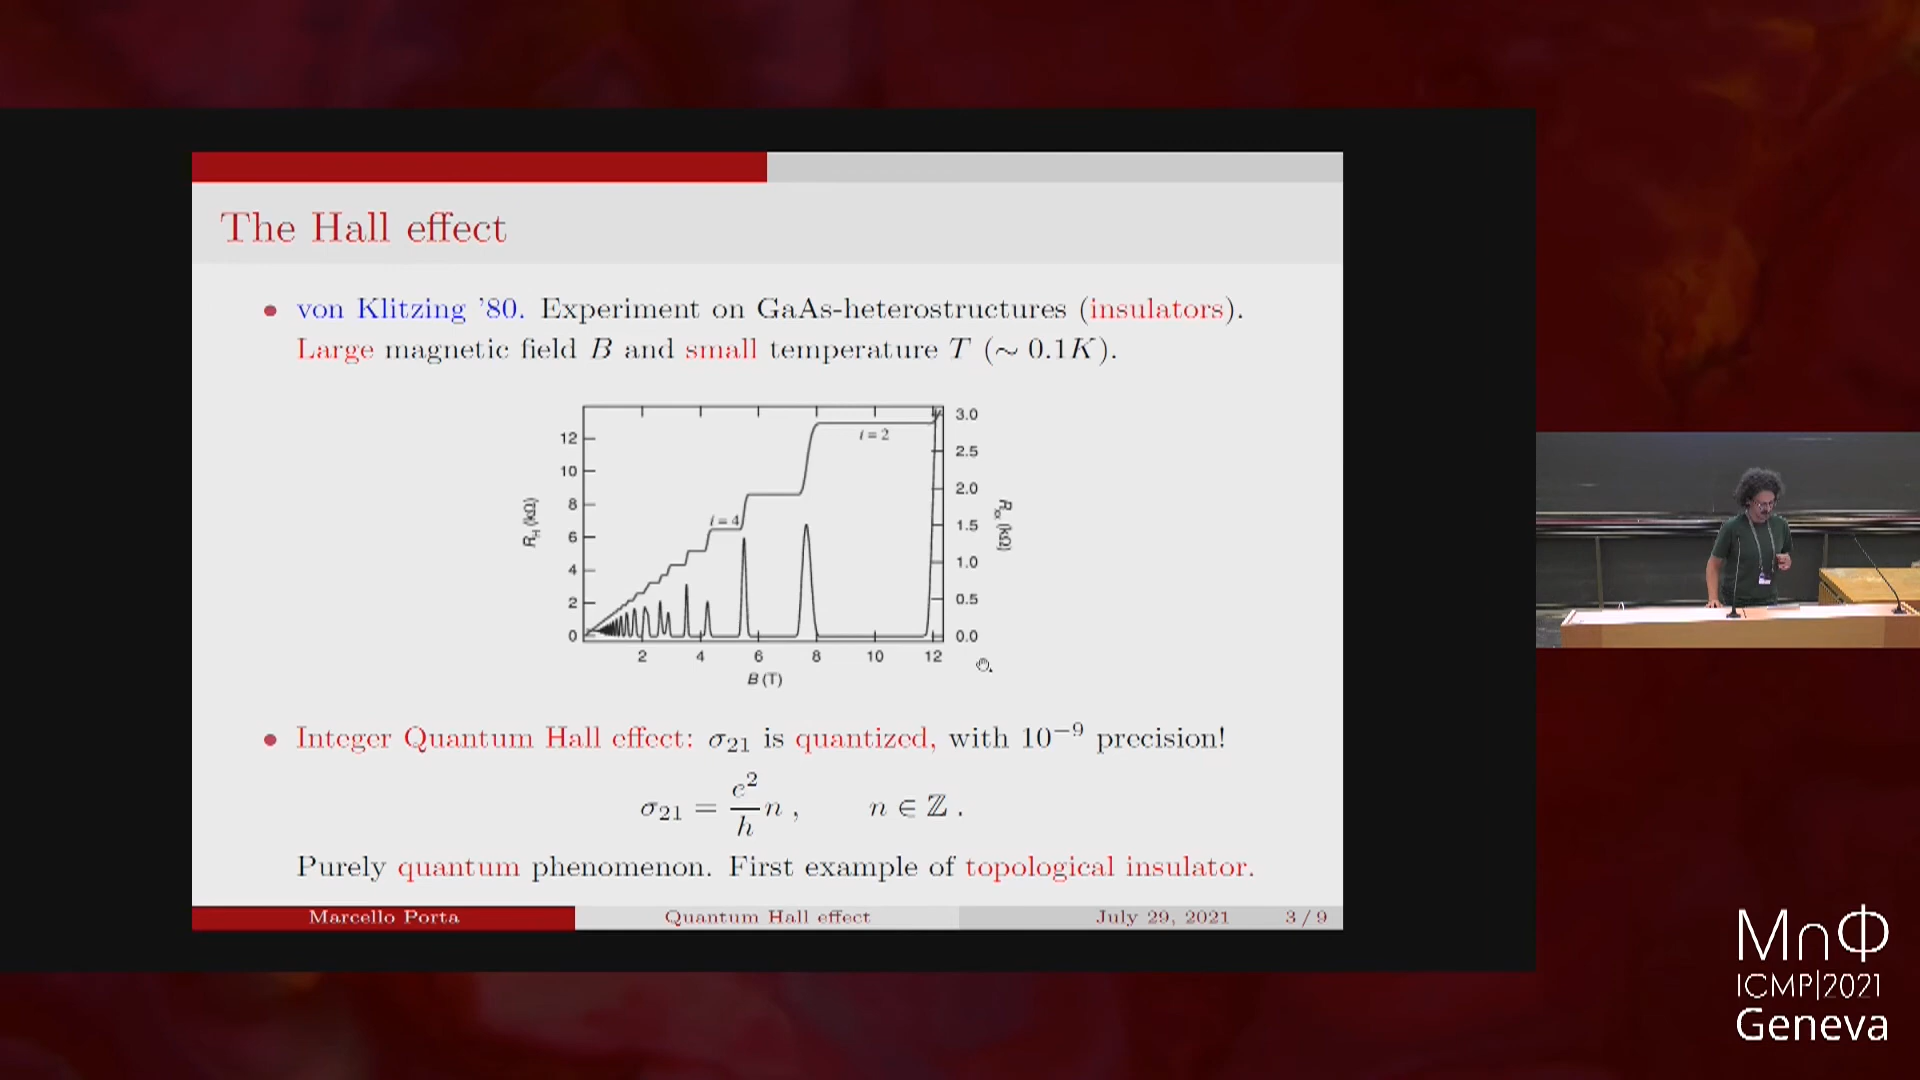 The Hall effect
• von Klitzing '80. Experiment on GaAs-heterostructures (insulators).
Large magnetic field B and small temperature T (∼ 0.1K).
R_H (kΩ)
12
10
8
6
4
2
0
i = 4
i = 2
3.0
2.5
2.0
1.5
1.0
0.5
0.0
R_xx (kΩ)
2 4 6 8 10 12
B (T)
• Integer Quantum Hall effect: σ₂₁ is quantized, with 10⁻⁹ precision!
σ₂₁ = e²/h n , n ∈ ℤ .
Purely quantum phenomenon. First example of topological insulator.
Marcello Porta Quantum Hall effect July 29, 2021 3 / 9
M∩Φ
ICMP|2021
Geneva